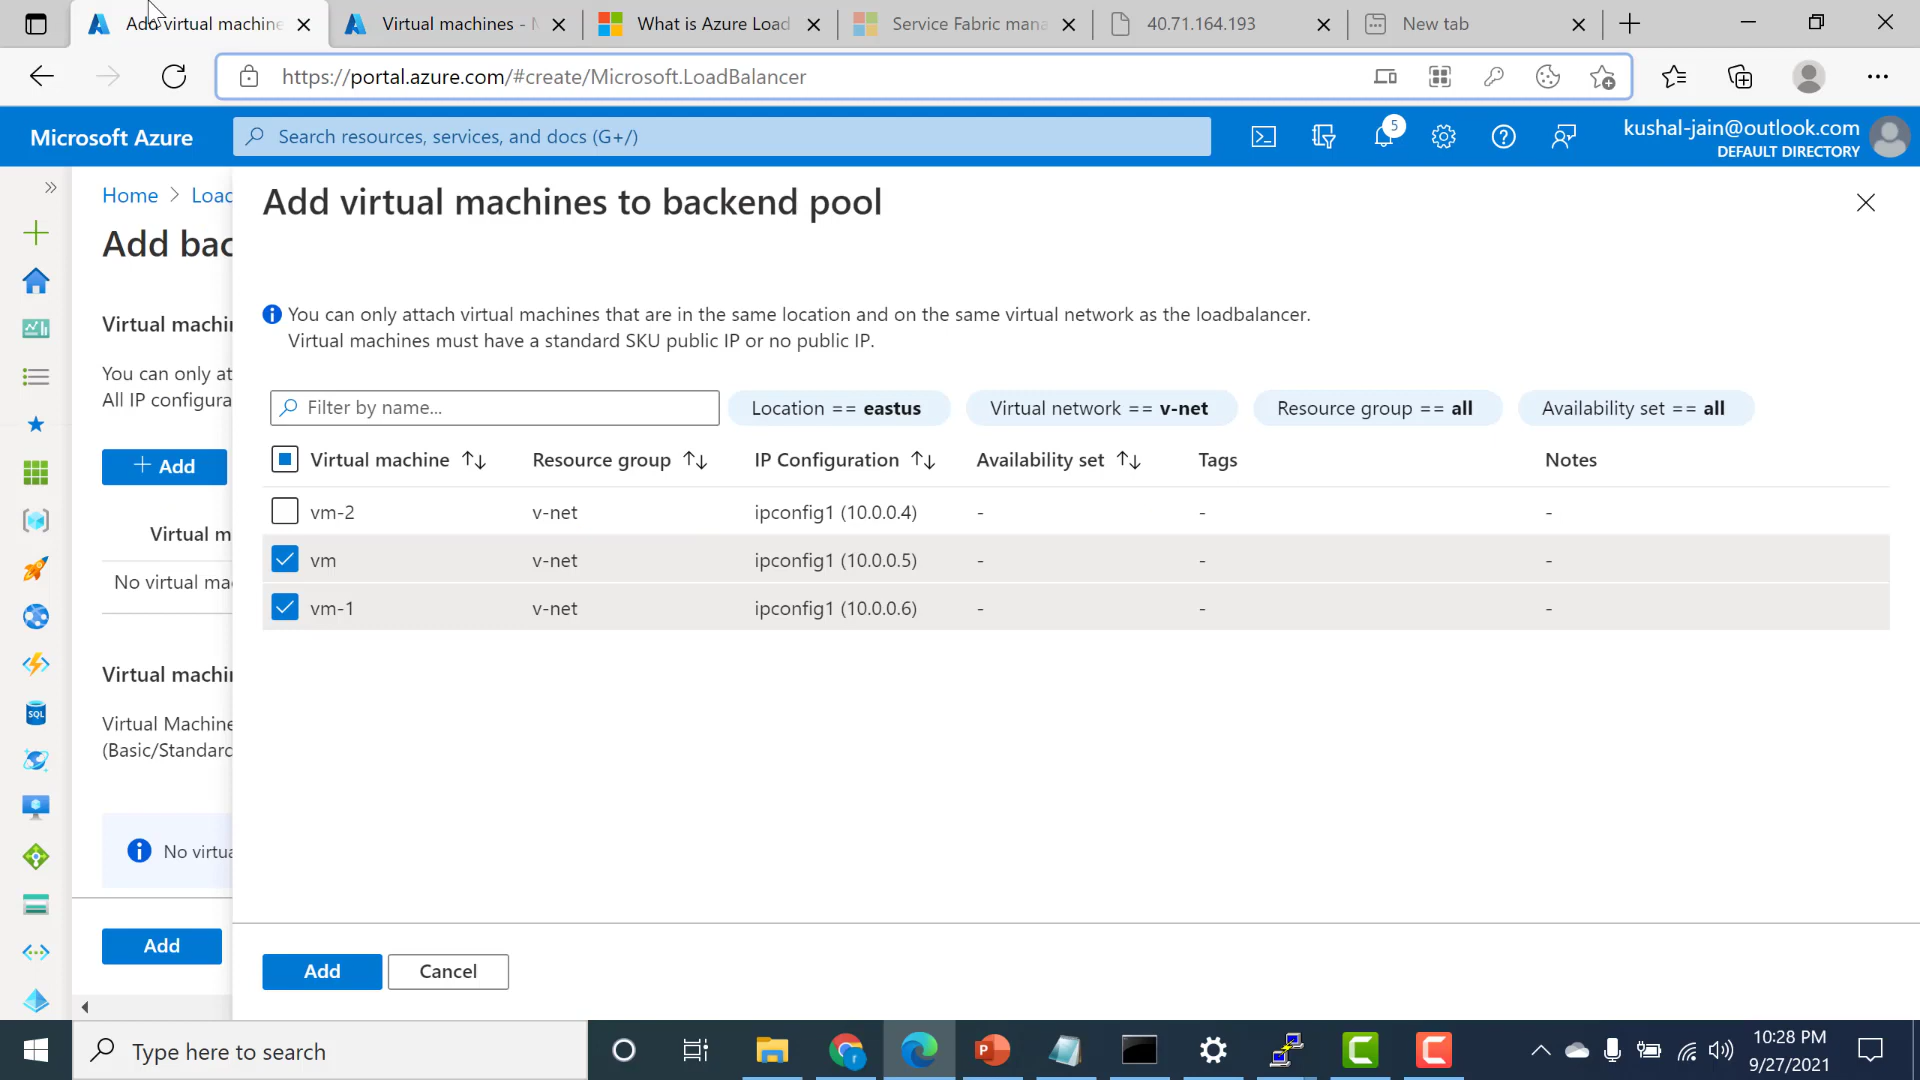 Add virtual machine
Virtual machines - M
What is Azure Load
Service Fabric mana
40.71.164.193
New tab
https://portal.azure.com/#create/Microsoft.LoadBalancer
Microsoft Azure
Search resources, services, and docs (G+/)
5
kushal-jain@outlook.com
DEFAULT DIRECTORY
Home > Load
Add bac
Virtual machin
You can only at
All IP configura
+ Add
Virtual m
No virtual ma
Virtual machin
Virtual Machine
(Basic/Standard
No virtua
Add
Add virtual machines to backend pool
You can only attach virtual machines that are in the same location and on the same virtual network as the loadbalancer.
Virtual machines must have a standard SKU public IP or no public IP.
Filter by name...
Location == eastus
Virtual network == v-net
Resource group == all
Availability set == all
Virtual machine Resource group IP Configuration Availability set Tags Notes
vm-2 v-net ipconfig1 (10.0.0.4) - - -
vm v-net ipconfig1 (10.0.0.5) - - -
vm-1 v-net ipconfig1 (10.0.0.6) - - -
Add
Cancel
SQL
Type here to search
10:28 PM
9/27/2021